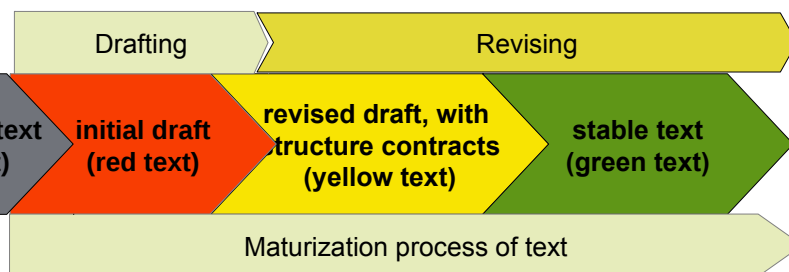 Drafting
Revising
text
initial draft
(red text)
revised draft, with
structure contracts
(yellow text)
stable text
(green text)
Maturization process of text